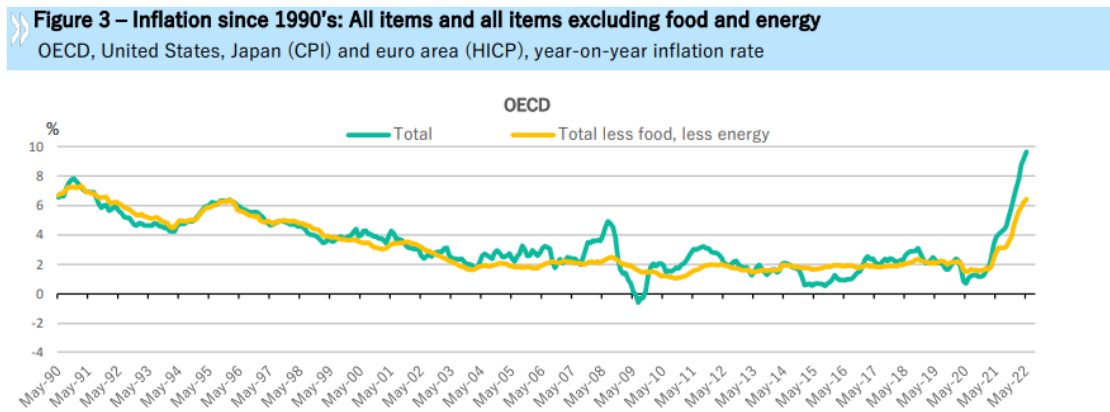 Figure 3 – Inflation since 1990's: All items and all items excluding food and energy
OECD, United States, Japan (CPI) and euro area (HICP), year-on-year inflation rate
OECD
%
Total
Total less food, less energy
10
8
6
4
2
0
-2
-4
May-90
May-91
May-92
May-93
May-94
May-95
May-96
May-97
May-98
May-99
May-00
May-01
May-02
May-03
May-04
May-05
May-06
May-07
May-08
May-09
May-10
May-11
May-12
May-13
May-14
May-15
May-16
May-17
May-18
May-19
May-20
May-21
May-22